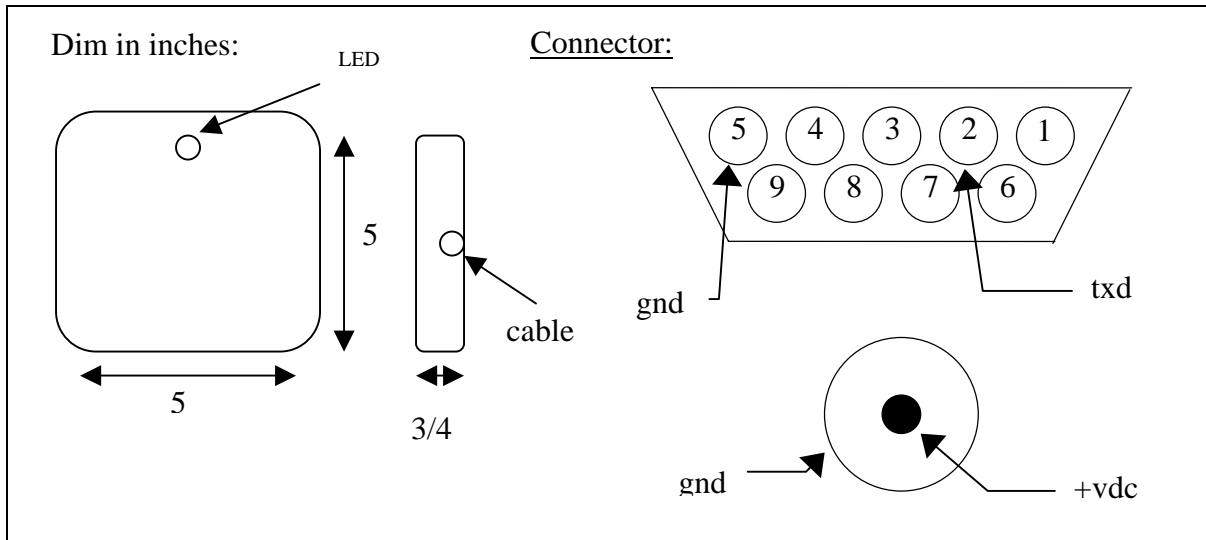 Dim in inches:
LED
5
5
3/4
cable
Connector:
5 4 3 2 1
9 8 7 6
gnd
txd
gnd
+vdc